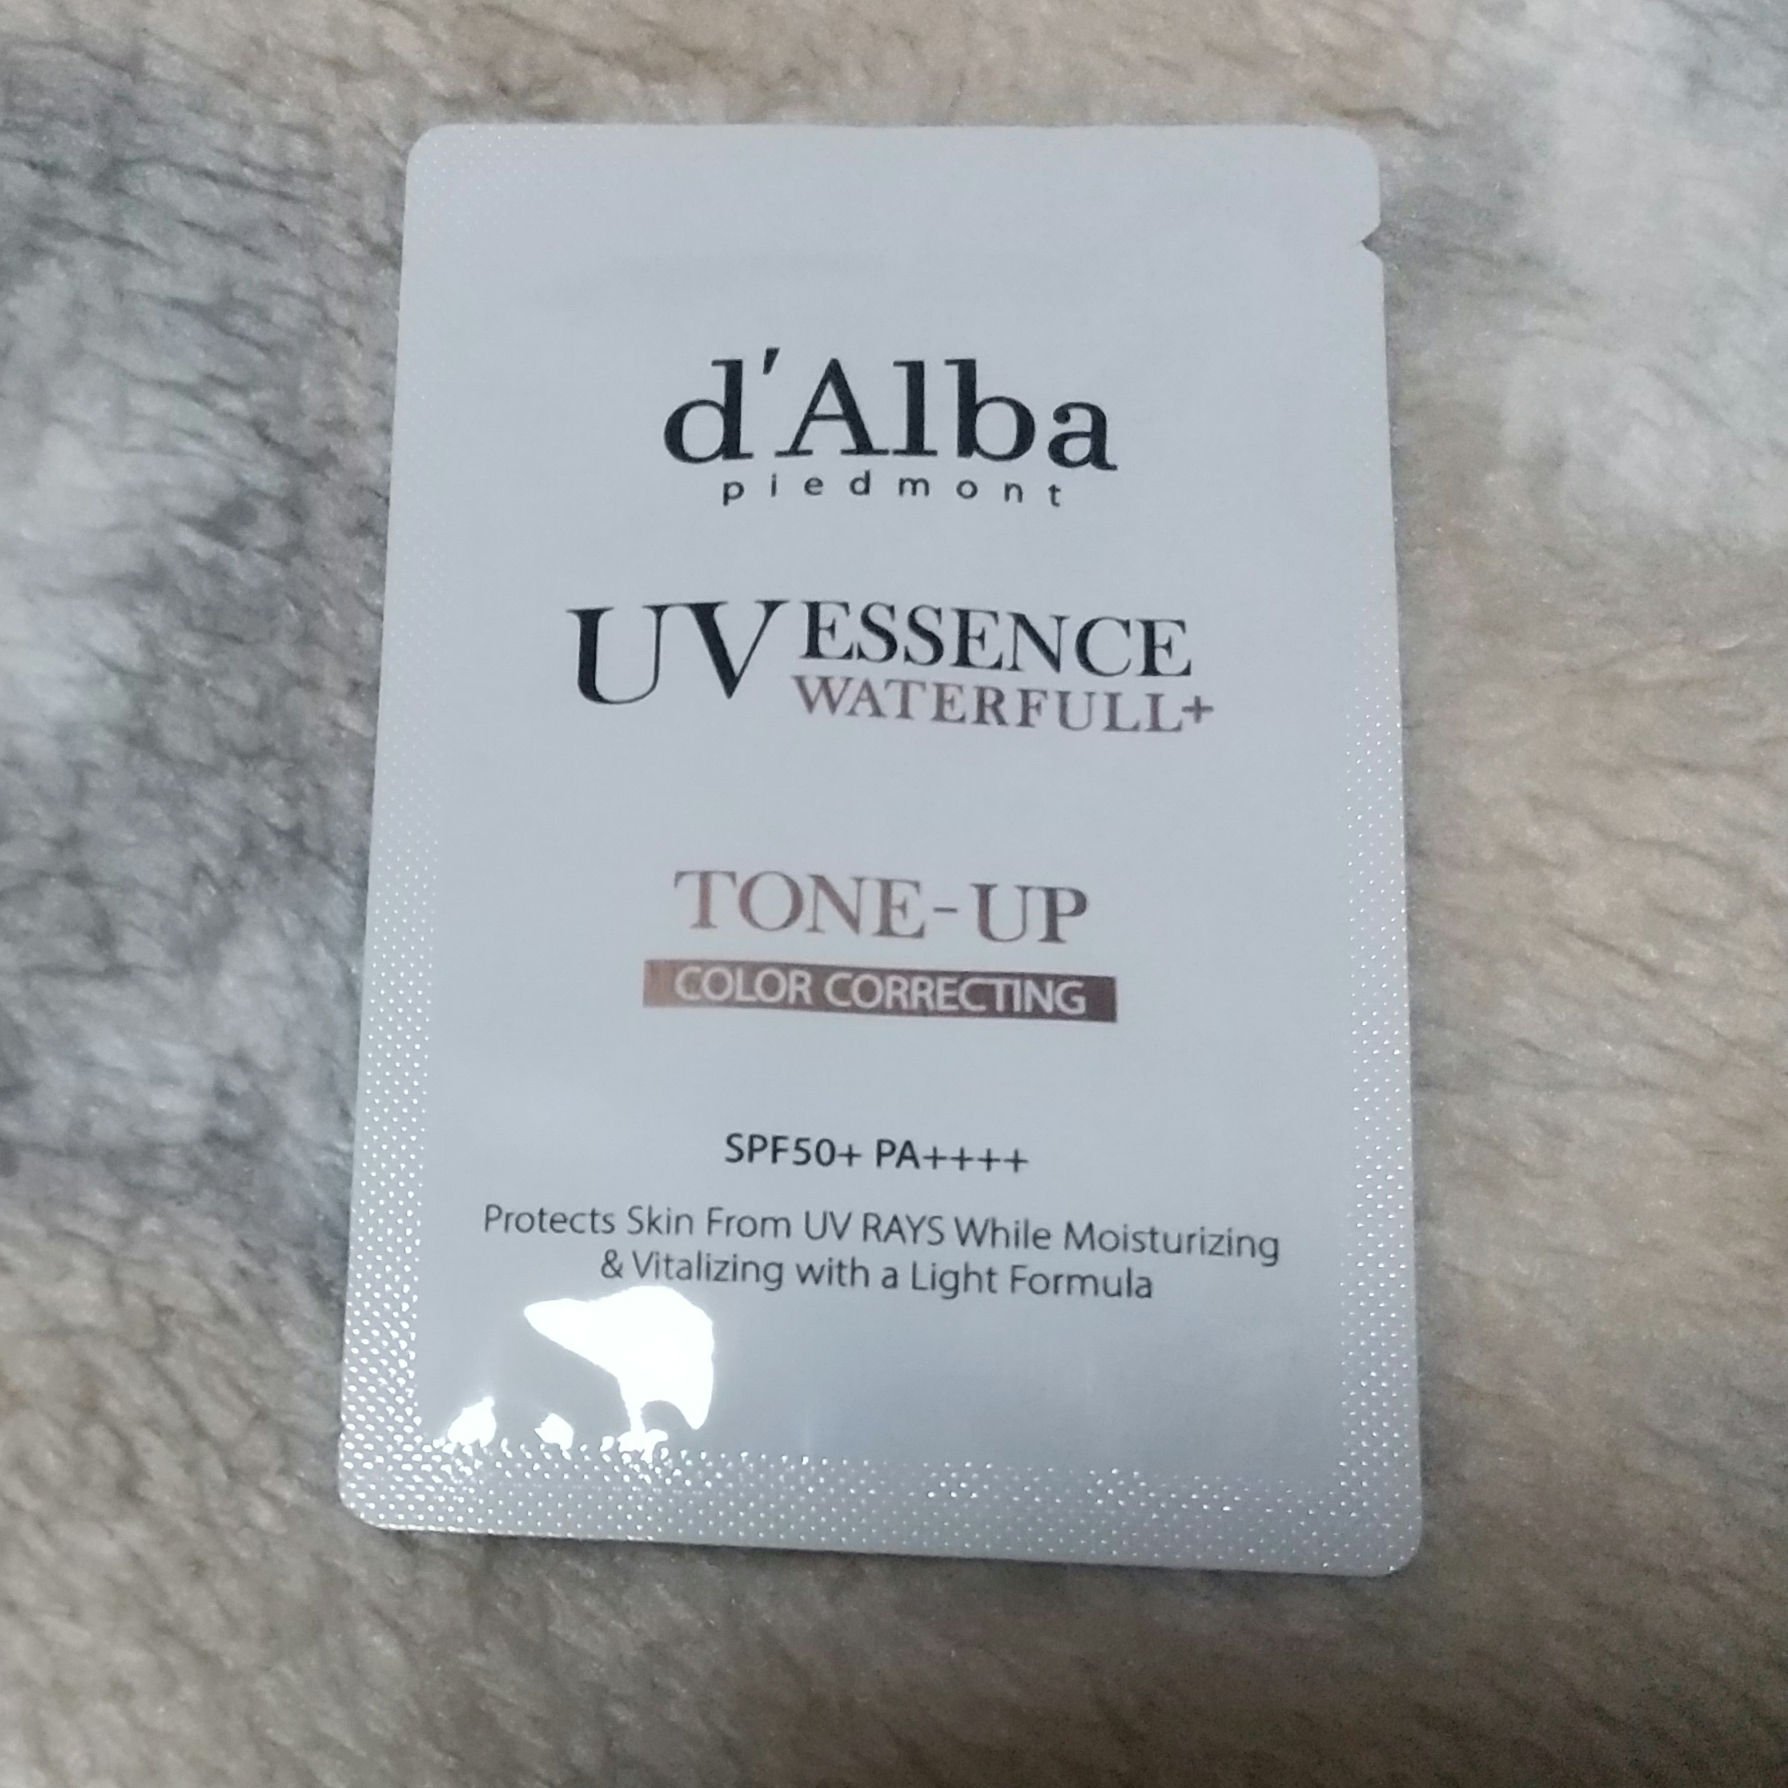 d'Alba
piedmont
UV ESSENCE
WATERFULL+
TONE-UP
COLOR CORRECTING
SPF50+ PA++++
Protects Skin From UV RAYS While Moisturizing
& Vitalizing with a Light Formula